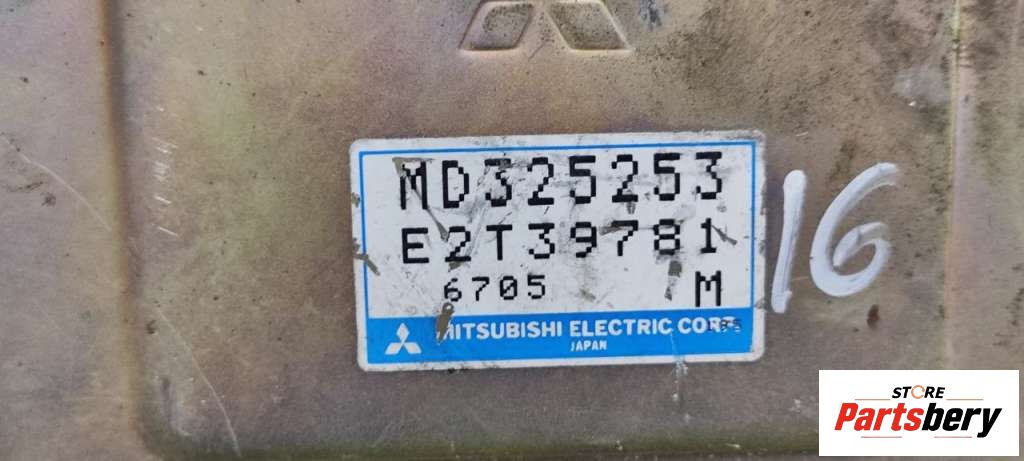 MD325253
E2T39781
6705 M
MITSUBISHI ELECTRIC CORP.
JAPAN
16
STORE
Partsbery